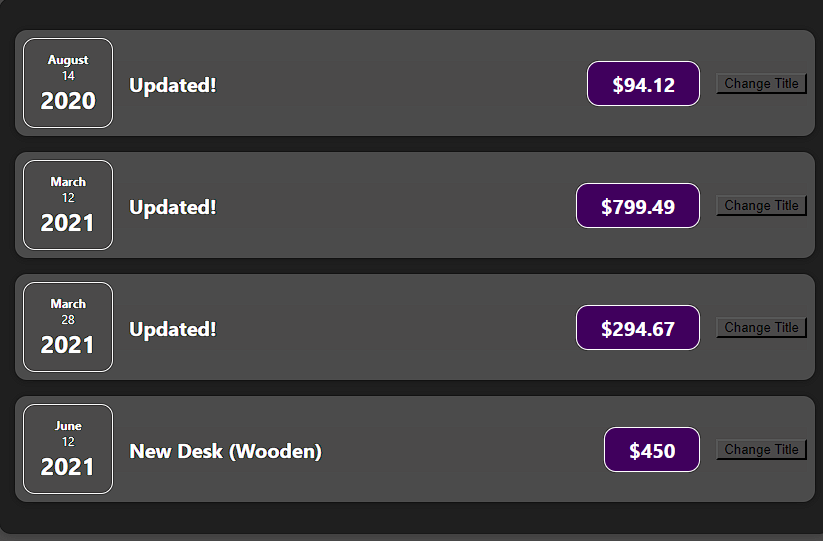 August
14
2020
Updated!
$94.12
Change Title
March
12
2021
Updated!
$799.49
Change Title
March
28
2021
Updated!
$294.67
Change Title
June
12
2021
New Desk (Wooden)
$450
Change Title